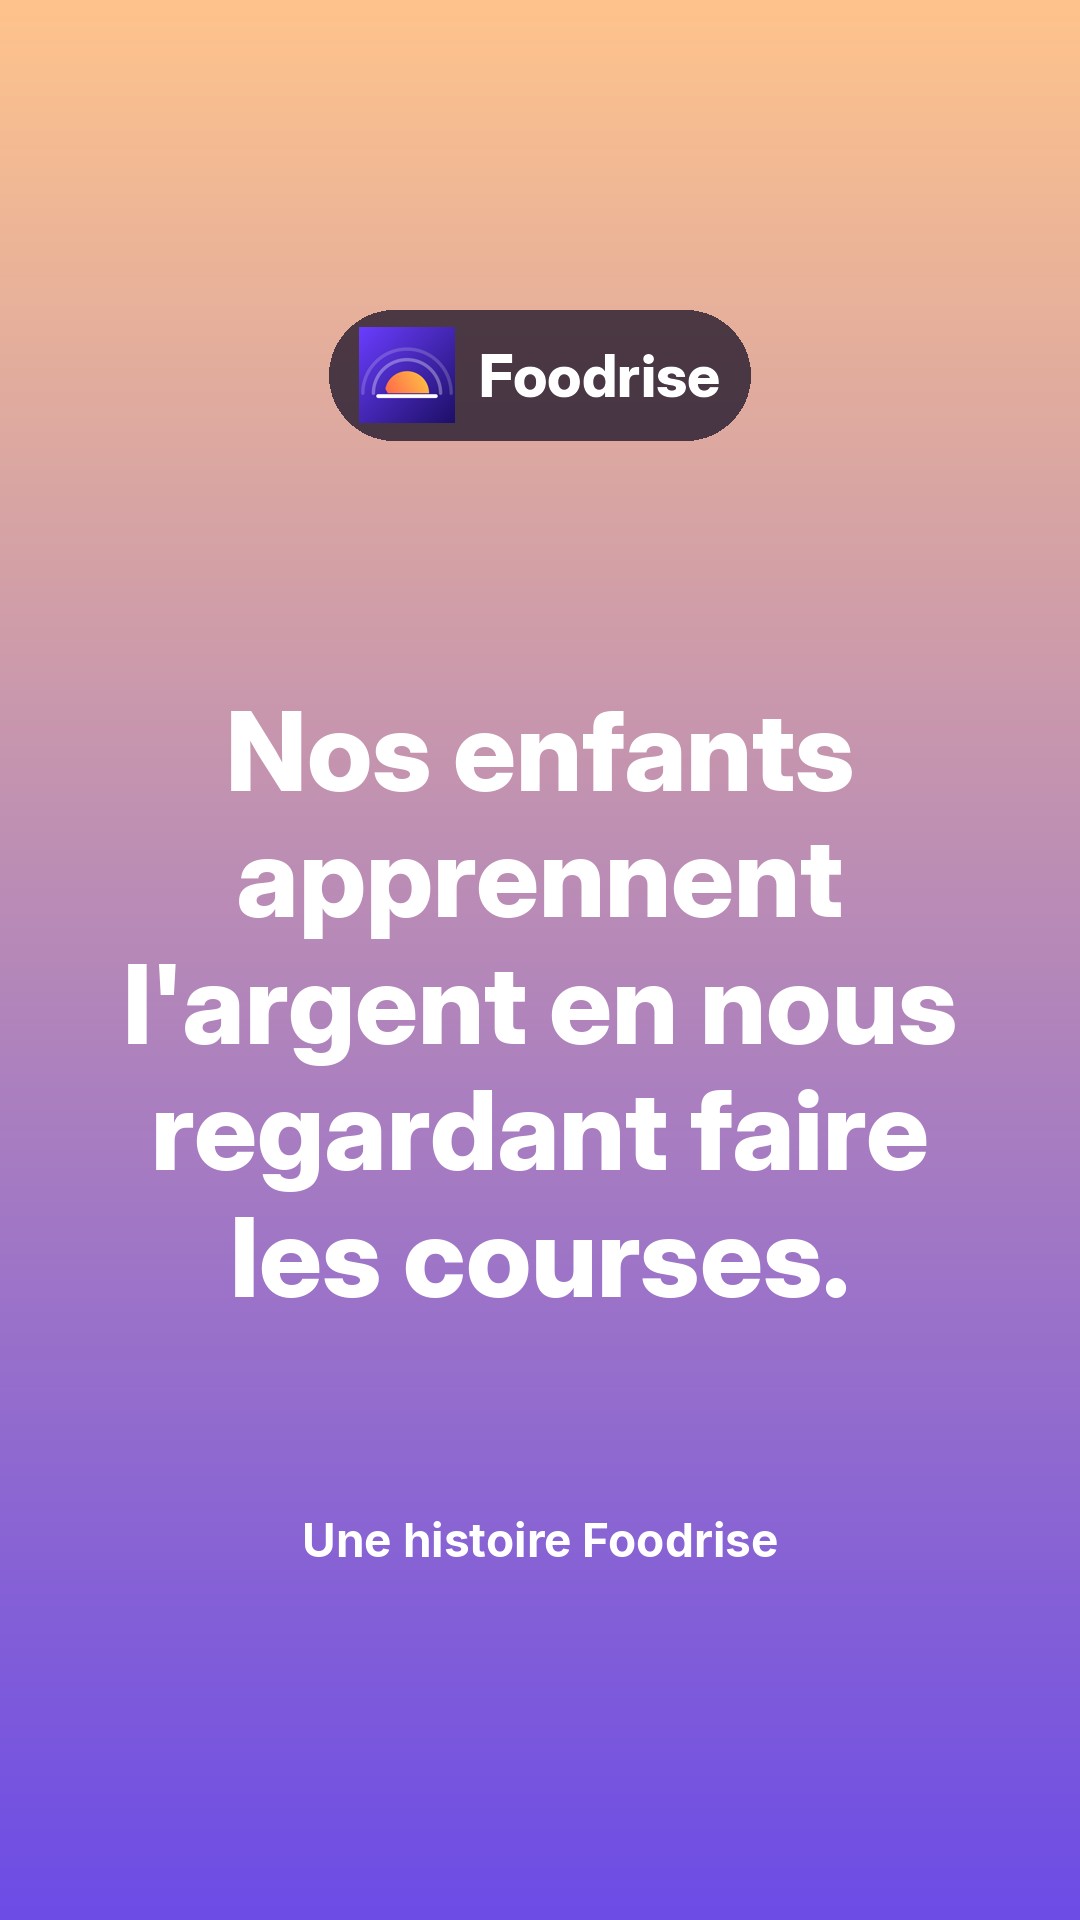 Foodrise
Nos enfants
apprennent
l'argent en nous
regardant faire
les courses.
Une histoire Foodrise